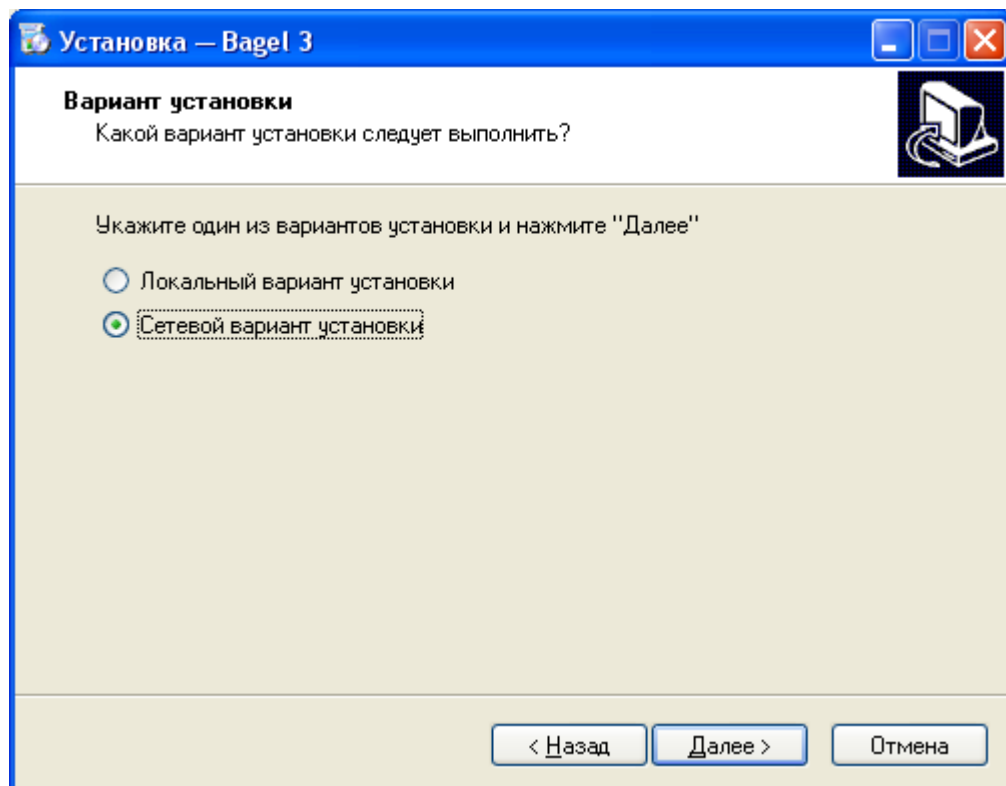 Установка — Bagel 3
Вариант установки
Какой вариант установки следует выполнить?
Укажите один из вариантов установки и нажмите "Далее"
Локальный вариант установки
Сетевой вариант установки
< Назад Далее > Отмена